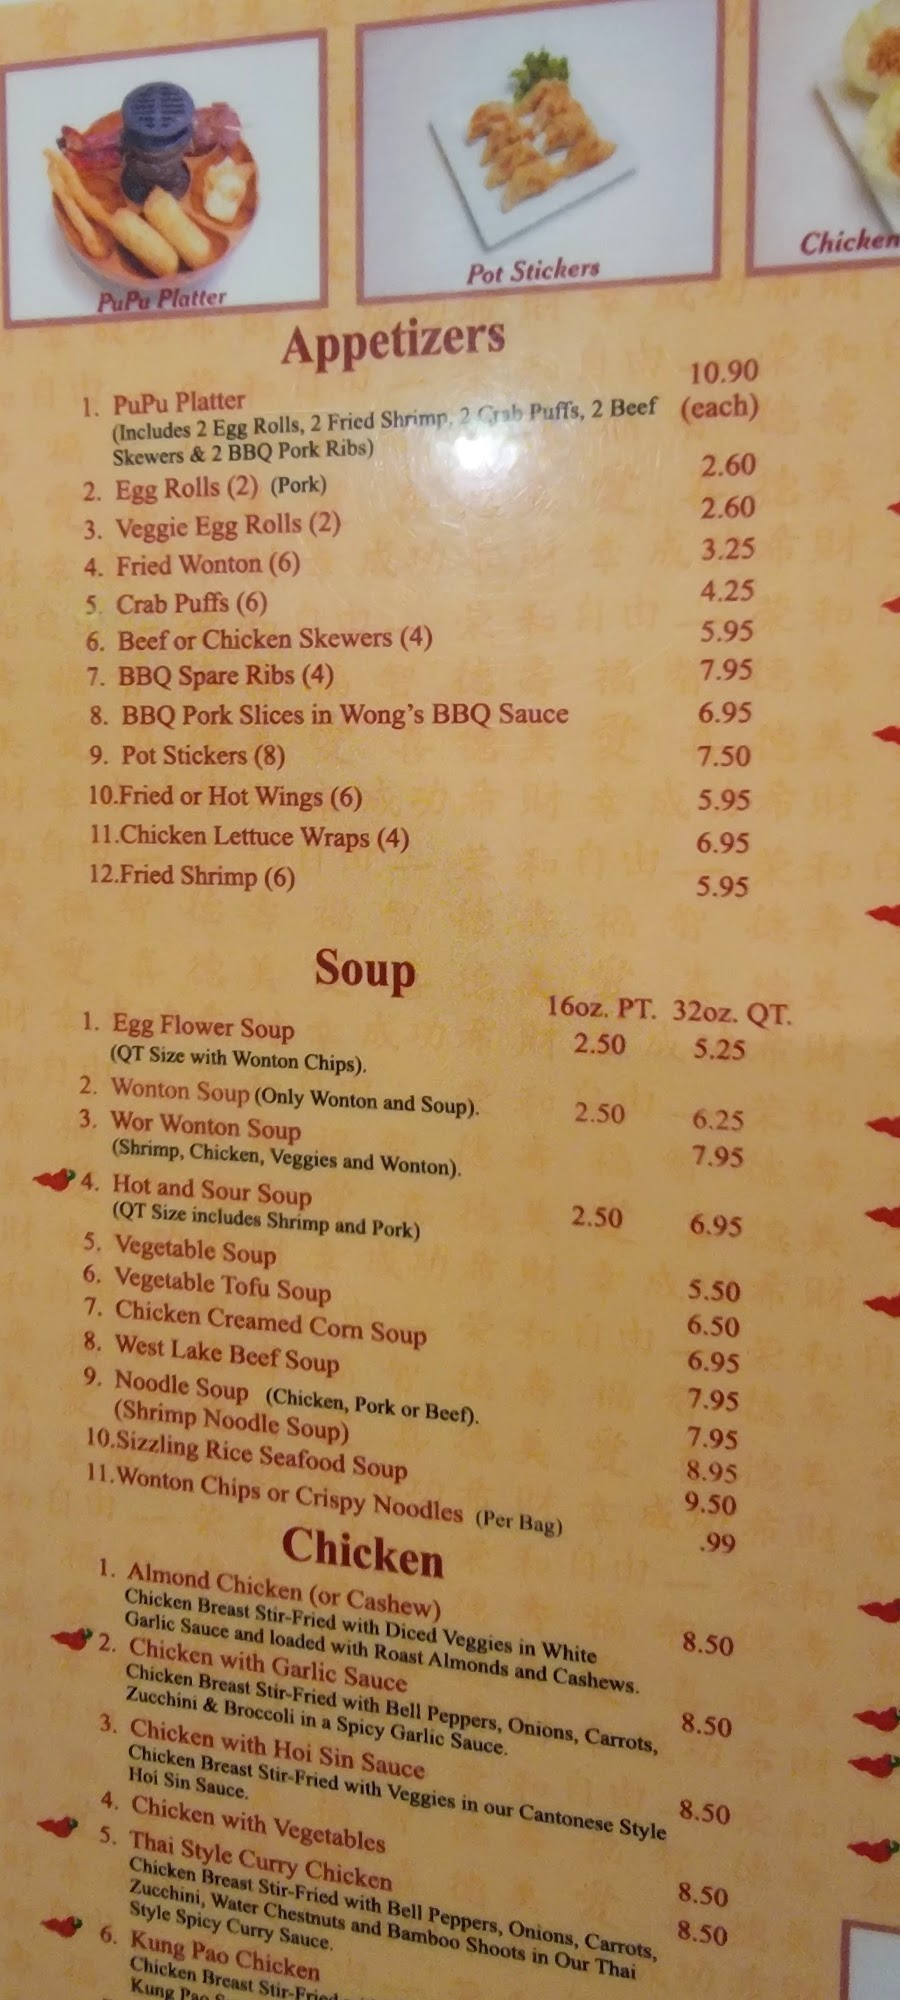 PuPu Platter
Pot Stickers
Chicken
Appetizers
1. PuPu Platter 10.90
(Includes 2 Egg Rolls, 2 Fried Shrimp, 2 Crab Puffs, 2 Beef (each)
Skewers & 2 BBQ Pork Ribs)
2. Egg Rolls (2) (Pork) 2.60
3. Veggie Egg Rolls (2) 2.60
4. Fried Wonton (6) 3.25
5. Crab Puffs (6) 4.25
6. Beef or Chicken Skewers (4) 5.95
7. BBQ Spare Ribs (4) 7.95
8. BBQ Pork Slices in Wong's BBQ Sauce 6.95
9. Pot Stickers (8) 7.50
10.Fried or Hot Wings (6) 5.95
11.Chicken Lettuce Wraps (4) 6.95
12.Fried Shrimp (6) 5.95
Soup
16oz. PT. 32oz. QT.
1. Egg Flower Soup 2.50 5.25
(QT Size with Wonton Chips).
2. Wonton Soup (Only Wonton and Soup). 2.50 6.25
3. Wor Wonton Soup 7.95
(Shrimp, Chicken, Veggies and Wonton).
4. Hot and Sour Soup 2.50 6.95
(QT Size includes Shrimp and Pork)
5. Vegetable Soup 5.50
6. Vegetable Tofu Soup 6.50
7. Chicken Creamed Corn Soup 6.95
8. West Lake Beef Soup 7.95
9. Noodle Soup (Chicken, Pork or Beef). 7.95
(Shrimp Noodle Soup) 8.95
10.Sizzling Rice Seafood Soup 9.50
11.Wonton Chips or Crispy Noodles (Per Bag) .99
Chicken
1. Almond Chicken (or Cashew) 8.50
Chicken Breast Stir-Fried with Diced Veggies in White
Garlic Sauce and loaded with Roast Almonds and Cashews.
2. Chicken with Garlic Sauce 8.50
Chicken Breast Stir-Fried with Bell Peppers, Onions, Carrots,
Zucchini & Broccoli in a Spicy Garlic Sauce.
3. Chicken with Hoi Sin Sauce 8.50
Chicken Breast Stir-Fried with Veggies in our Cantonese Style
Hoi Sin Sauce.
4. Chicken with Vegetables 8.50
5. Thai Style Curry Chicken 8.50
Chicken Breast Stir-Fried with Bell Peppers, Onions, Carrots,
Zucchini, Water Chestnuts and Bamboo Shoots in Our Thai
Style Spicy Curry Sauce.
6. Kung Pao Chicken
Chicken Breast Stir-Fried
Kung Pao